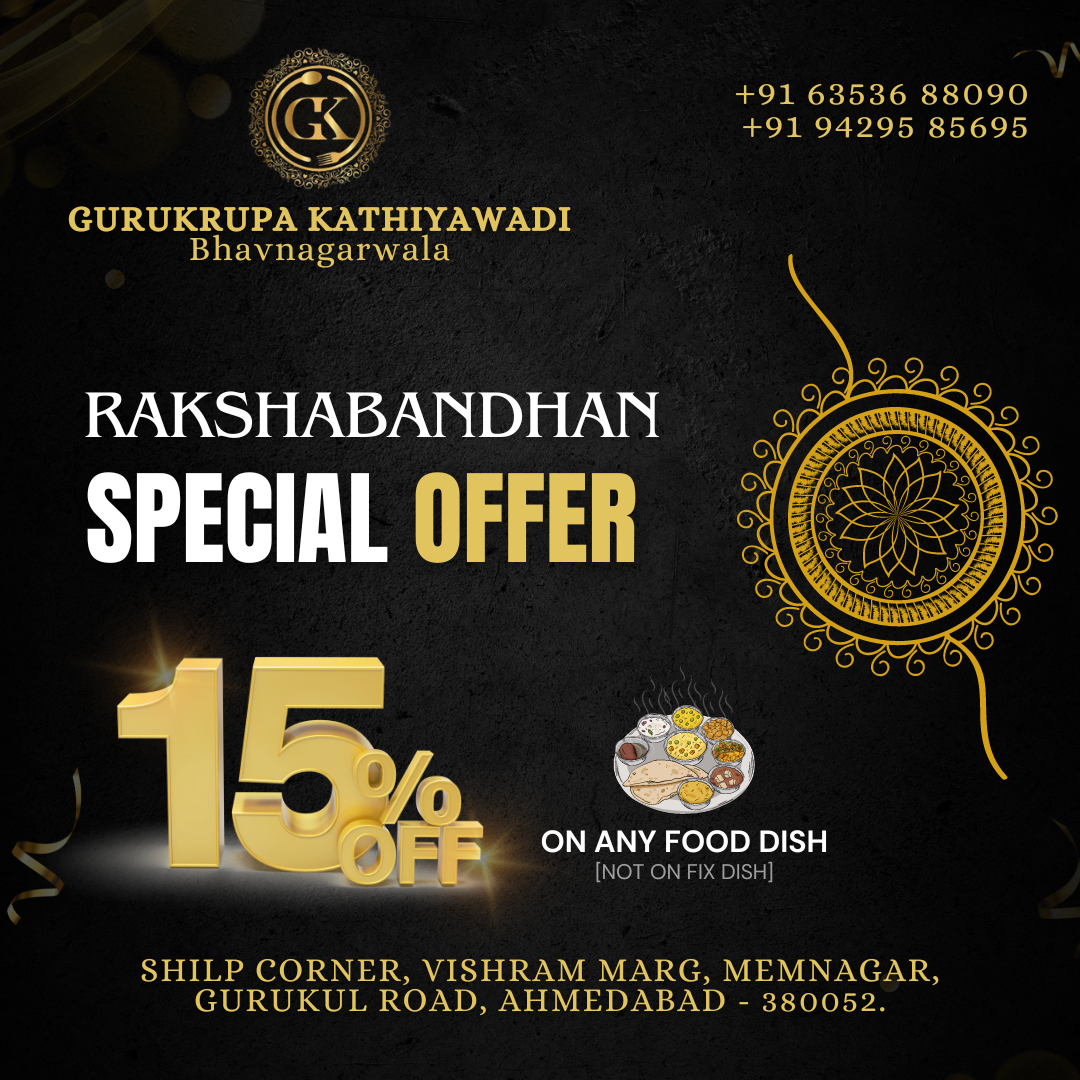 GK
GURUKRUPA KATHIYAWADI
Bhavnagarwala
+91 63536 88090
+91 94295 85695
RAKSHABANDHAN
SPECIAL OFFER
15%
OFF
ON ANY FOOD DISH
[NOT ON FIX DISH]
SHILP CORNER, VISHRAM MARG, MEMNAGAR,
GURUKUL ROAD, AHMEDABAD - 380052.